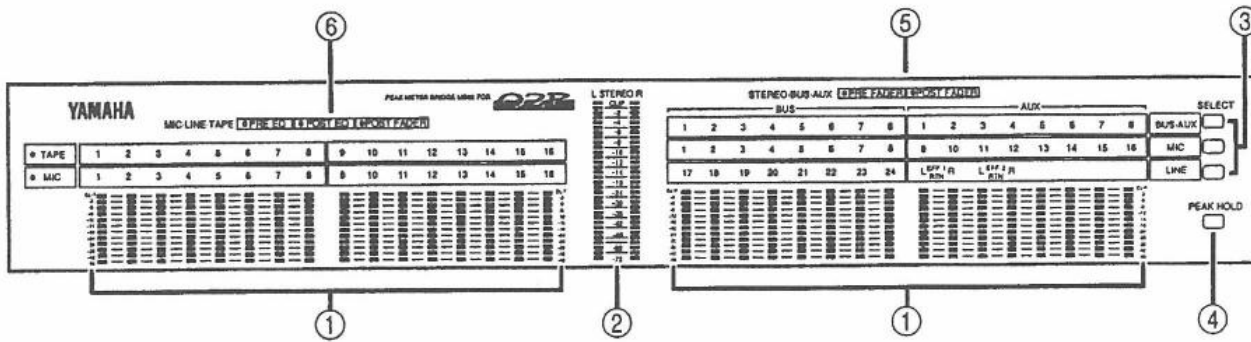 ⑥ ⑤ ③
YAMAHA
PEAK METER BRIDGE MB02 FOR 02R
L STEREO R
STEREO·BUS·AUX PRE FADER POST FADER
MIC·LINE·TAPE PRE EQ POST EQ POST FADER
CLIP
BUS AUX
SELECT
1 2 3 4 5 6 7 8 1 2 3 4 5 6 7 8 BUS·AUX
TAPE 1 2 3 4 5 6 7 8 9 10 11 12 13 14 15 16
1 2 3 4 5 6 7 8 9 10 11 12 13 14 15 16 MIC
MIC 1 2 3 4 5 6 7 8 9 10 11 12 13 14 15 16
17 18 19 20 21 22 23 24 L EFF 1 RTN R L EFF 2 RTN R LINE
PEAK HOLD
① ② ① ④